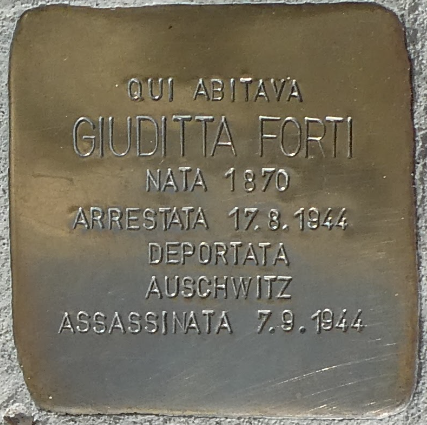 QUI ABITAVA
GIUDITTA FORTI
NATA 1870
ARRESTATA 17.8.1944
DEPORTATA
AUSCHWITZ
ASSASSINATA 7.9.1944